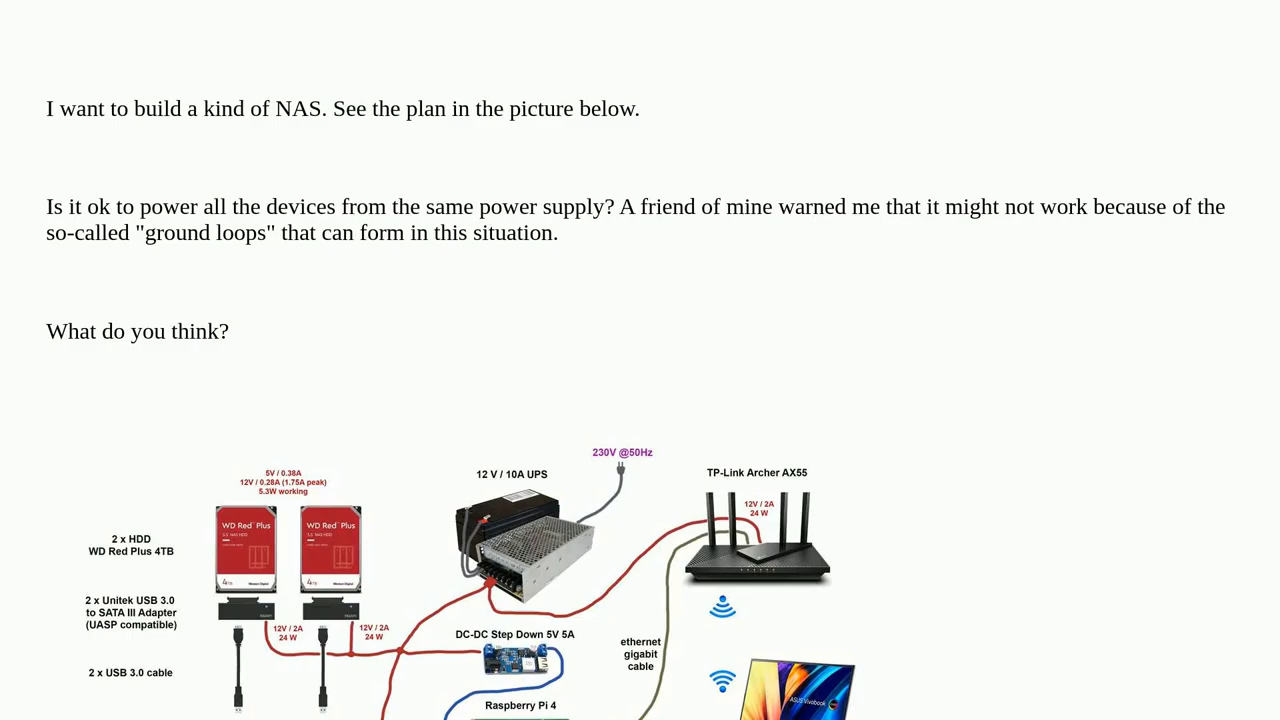 I want to build a kind of NAS. See the plan in the picture below.
Is it ok to power all the devices from the same power supply? A friend of mine warned me that it might not work because of the
so-called "ground loops" that can form in this situation.
What do you think?
230V @50Hz
5V / 0.38A
12V / 0.28A (1.75A peak)
5.3W working
12 V / 10A UPS
TP-Link Archer AX55
12V / 2A
24 W
WD Red Plus
WD Red Plus
2 x HDD
WD Red Plus 4TB
4TB
4TB
2 x Unitek USB 3.0
to SATA III Adapter
(UASP compatible)
12V / 2A
24 W
12V / 2A
24 W
DC-DC Step Down 5V 5A
ethernet
gigabit
cable
2 x USB 3.0 cable
ASUS Vivobook
Raspberry Pi 4